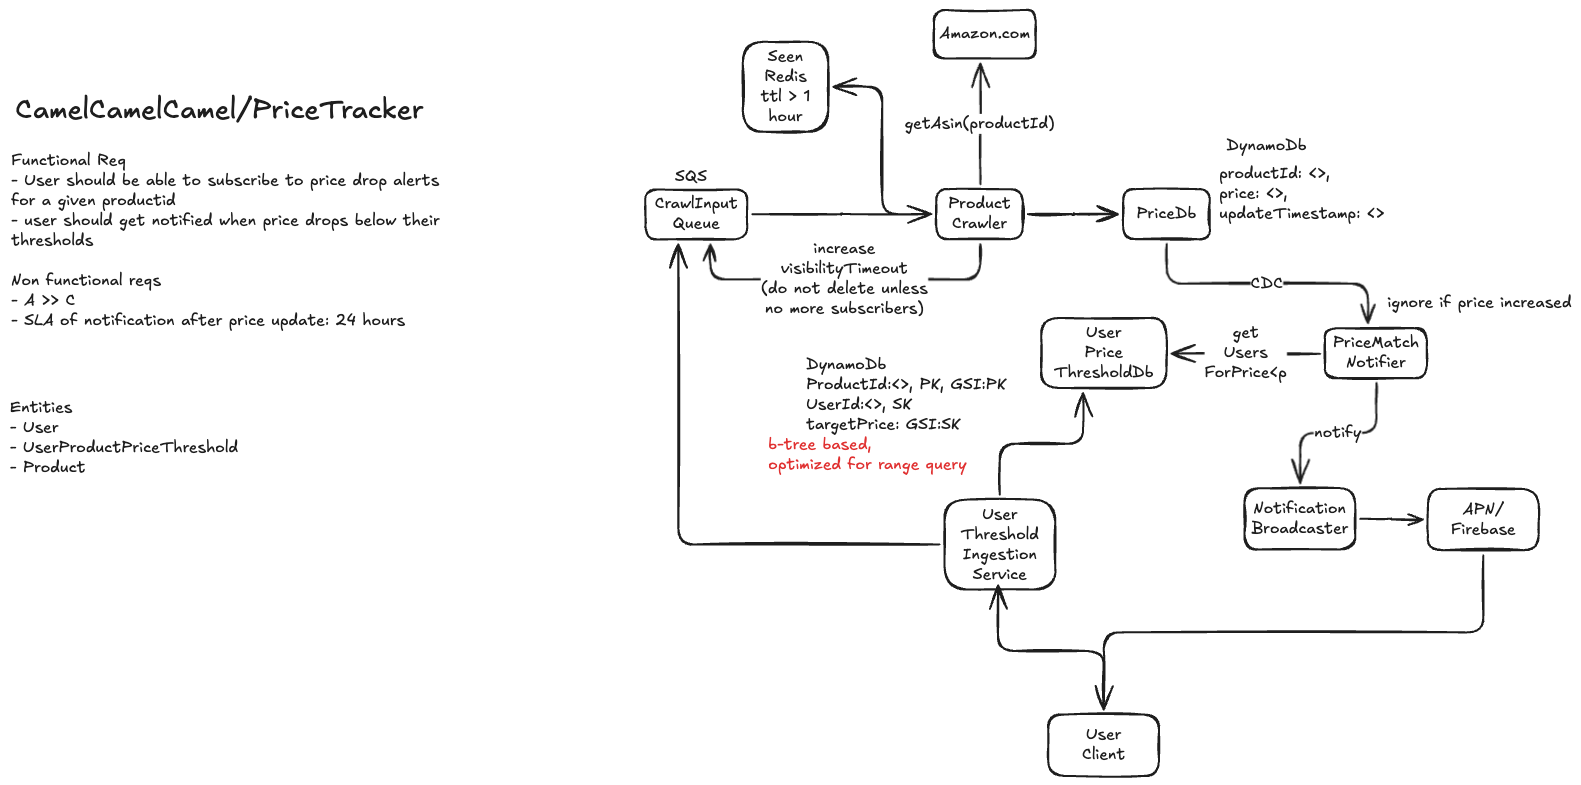 CamelCamelCamel/PriceTracker
Functional Req
- User should be able to subscribe to price drop alerts
for a given productid
- user should get notified when price drops below their
thresholds
Non functional reqs
- A >> C
- SLA of notification after price update: 24 hours
Entities
- User
- UserProductPriceThreshold
- Product
Amazon.com
Seen
Redis
ttl > 1
hour
getAsin(productId)
SQS
CrawlInput
Queue
Product
Crawler
PriceDb
DynamoDb
productId: <>,
price: <>,
updateTimestamp: <>
increase
visibilityTimeout
(do not delete unless
no more subscribers)
CDC
ignore if price increased
PriceMatch
Notifier
get
Users
ForPrice<p
User
Price
ThresholdDb
DynamoDb
ProductId:<>, PK, GSI:PK
UserId:<>, SK
targetPrice: GSI:SK
b-tree based,
optimized for range query
notify
Notification
Broadcaster
APN/
Firebase
User
Threshold
Ingestion
Service
User
Client